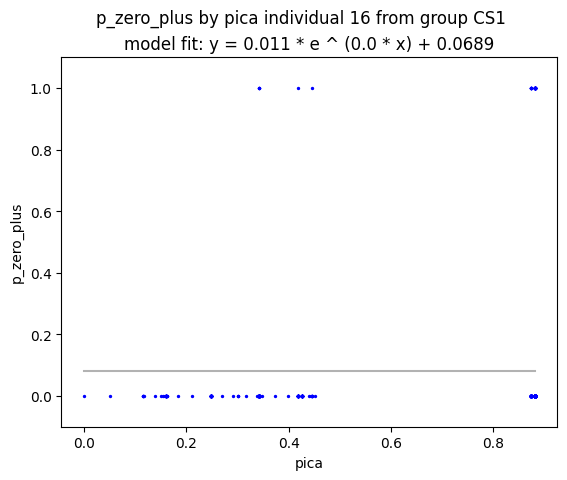 p_zero_plus by pica individual 16 from group CS1
model fit: y = 0.011 * e ^ (0.0 * x) + 0.0689
1.0
0.8
0.6
0.4
0.2
0.0
p_zero_plus
0.0 0.2 0.4 0.6 0.8
pica